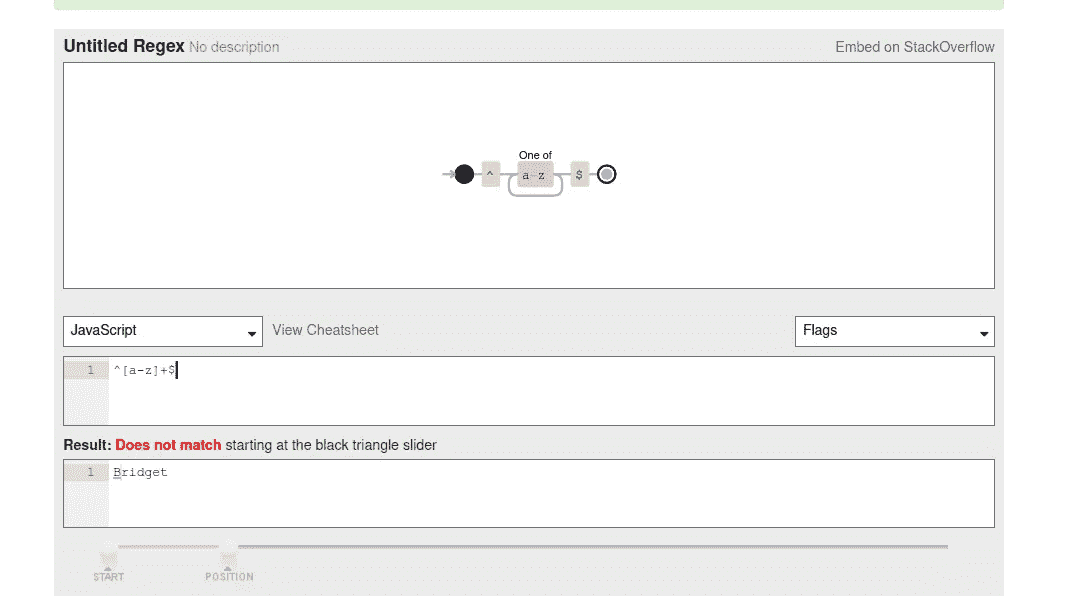 Untitled Regex No description Embed on StackOverflow
One of
^ a-z $
JavaScript View Cheatsheet Flags
1 ^[a-z]+$
Result: Does not match starting at the black triangle slider
1 Bridget
START POSITION